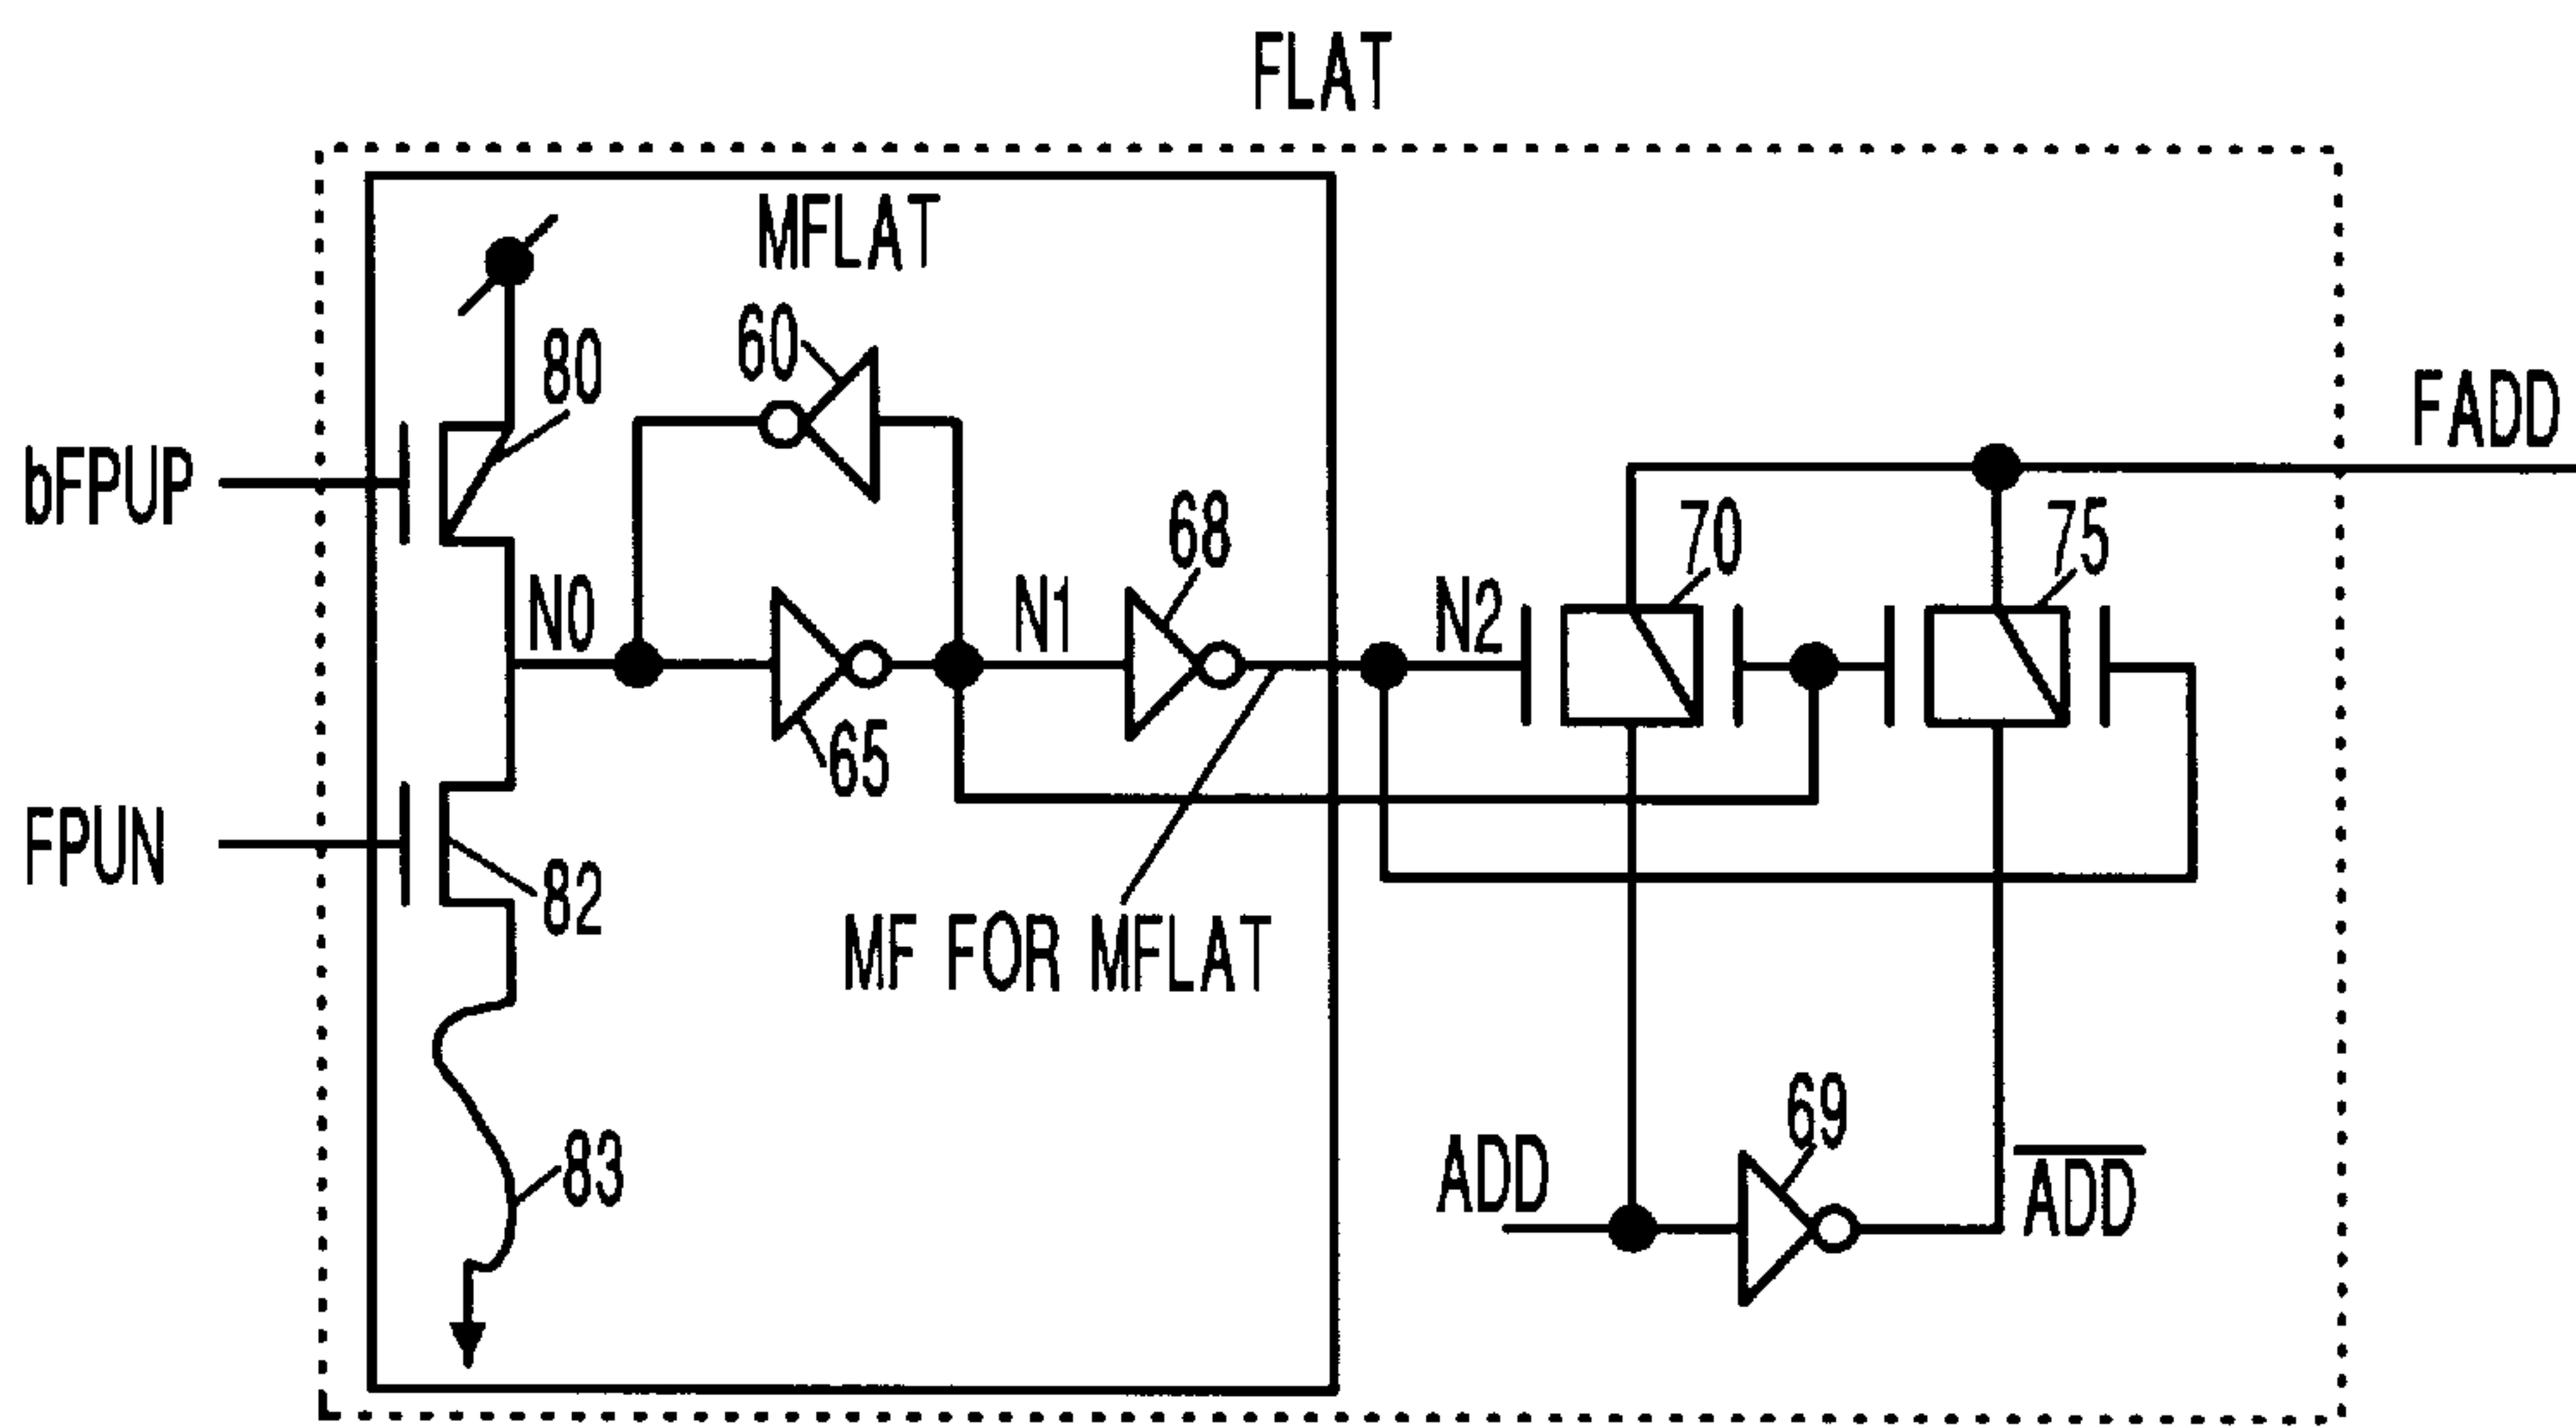 FLAT
MFLAT
60
80
bFPUP
FADD
68
70
75
N0
N1
N2
65
FPUN
82
MF FOR MFLAT
83
69
ADD
A̅D̅D̅